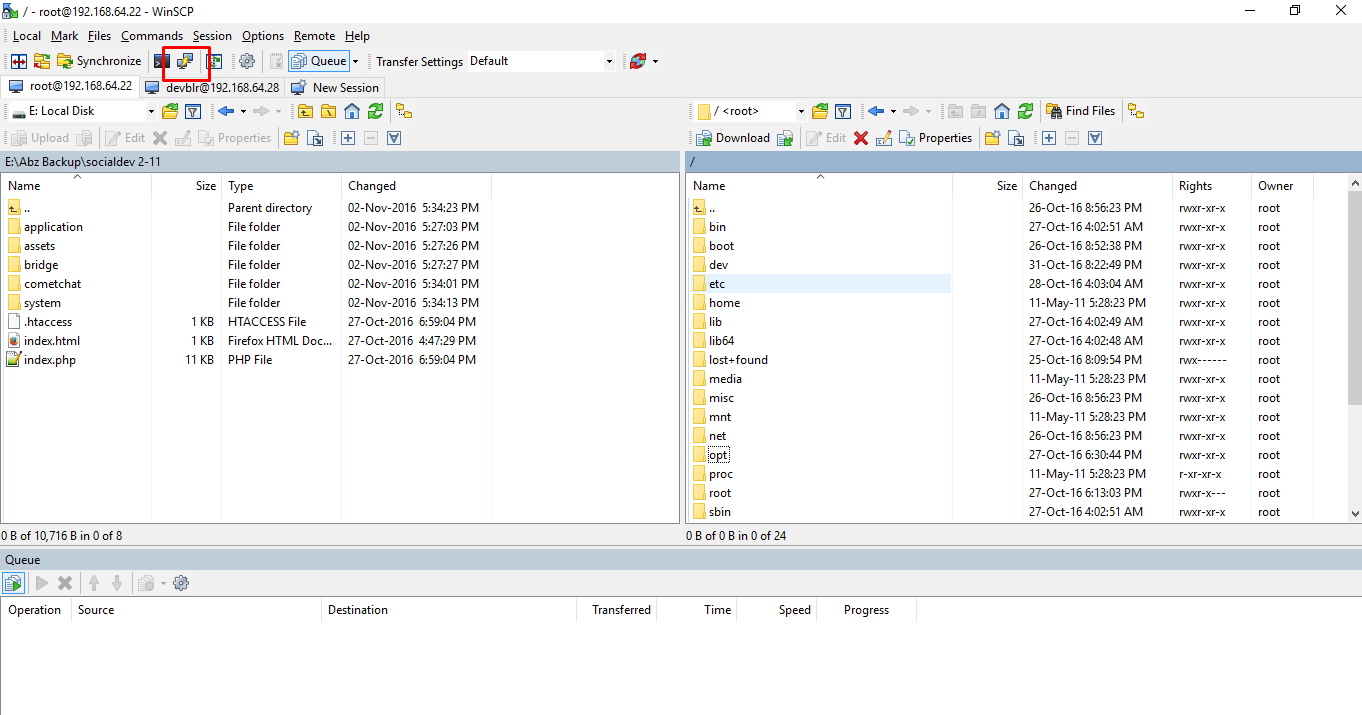 / - root@192.168.64.22 - WinSCP
Local Mark Files Commands Session Options Remote Help
Synchronize Queue Transfer Settings Default
root@192.168.64.22 devblr@192.168.64.28 New Session
E: Local Disk / <root> Find Files
Upload Edit Properties Download Edit Properties
E:\Abz Backup\socialdev 2-11 /
Name Size Type Changed Name Size Changed Rights Owner
.. Parent directory 02-Nov-2016 5:34:23 PM .. 26-Oct-16 8:56:23 PM rwxr-xr-x root
application File folder 02-Nov-2016 5:27:03 PM bin 27-Oct-16 4:02:51 AM rwxr-xr-x root
assets File folder 02-Nov-2016 5:27:26 PM boot 26-Oct-16 8:52:38 PM rwxr-xr-x root
bridge File folder 02-Nov-2016 5:27:27 PM dev 31-Oct-16 8:22:49 PM rwxr-xr-x root
cometchat File folder 02-Nov-2016 5:34:01 PM etc 28-Oct-16 4:03:04 AM rwxr-xr-x root
system File folder 02-Nov-2016 5:34:13 PM home 11-May-11 5:28:23 PM rwxr-xr-x root
.htaccess 1 KB HTACCESS File 27-Oct-2016 6:59:04 PM lib 27-Oct-16 4:02:49 AM rwxr-xr-x root
index.html 1 KB Firefox HTML Doc... 27-Oct-2016 4:47:29 PM lib64 27-Oct-16 4:02:48 AM rwxr-xr-x root
index.php 11 KB PHP File 27-Oct-2016 6:59:04 PM lost+found 25-Oct-16 8:09:54 PM rwx------ root
media 11-May-11 5:28:23 PM rwxr-xr-x root
misc 26-Oct-16 8:56:23 PM rwxr-xr-x root
mnt 11-May-11 5:28:23 PM rwxr-xr-x root
net 26-Oct-16 8:56:23 PM rwxr-xr-x root
opt 27-Oct-16 6:30:44 PM rwxr-xr-x root
proc 11-May-11 5:28:23 PM r-xr-xr-x root
root 27-Oct-16 6:13:03 PM rwxr-x--- root
sbin 27-Oct-16 4:02:51 AM rwxr-xr-x root
0 B of 10,716 B in 0 of 8 0 B of 0 B in 0 of 24
Queue
Operation Source Destination Transferred Time Speed Progress